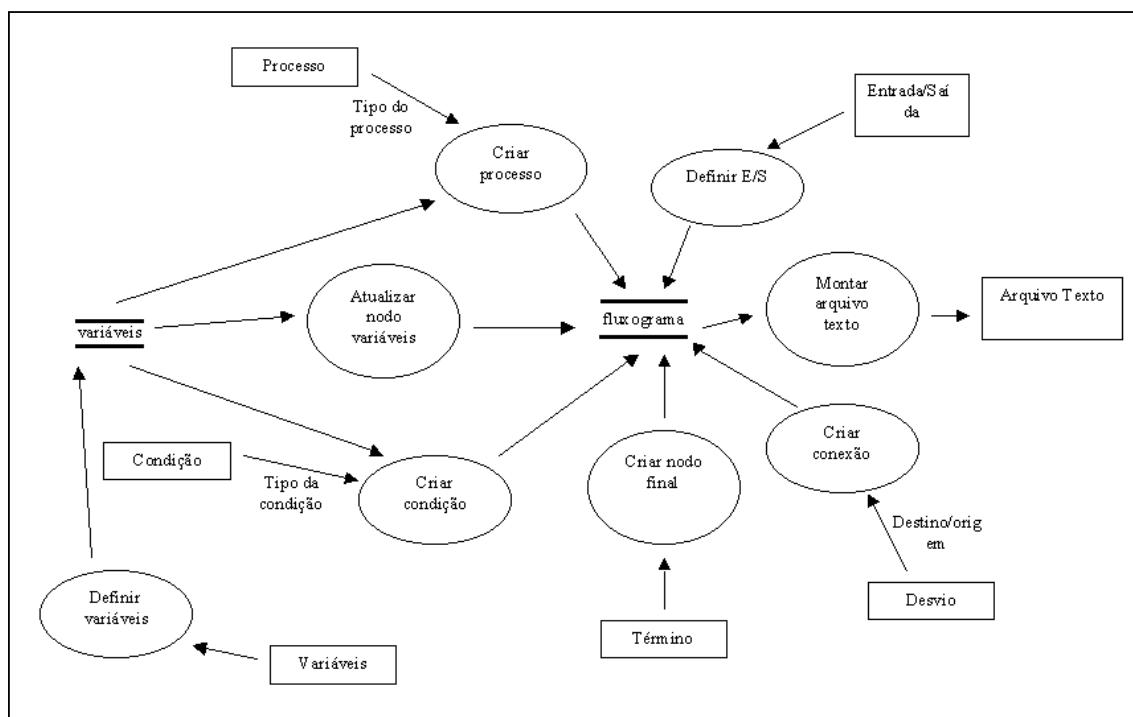 Processo
Tipo do
processo
Criar
processo
Entrada/Saí
da
Definir E/S
Atualizar
nodo
variáveis
variáveis
fluxograma
Montar
arquivo
texto
Arquivo Texto
Condição
Tipo da
condição
Criar
condição
Criar nodo
final
Criar
conexão
Destino/orig
em
Desvio
Definir
variáveis
Variáveis
Término